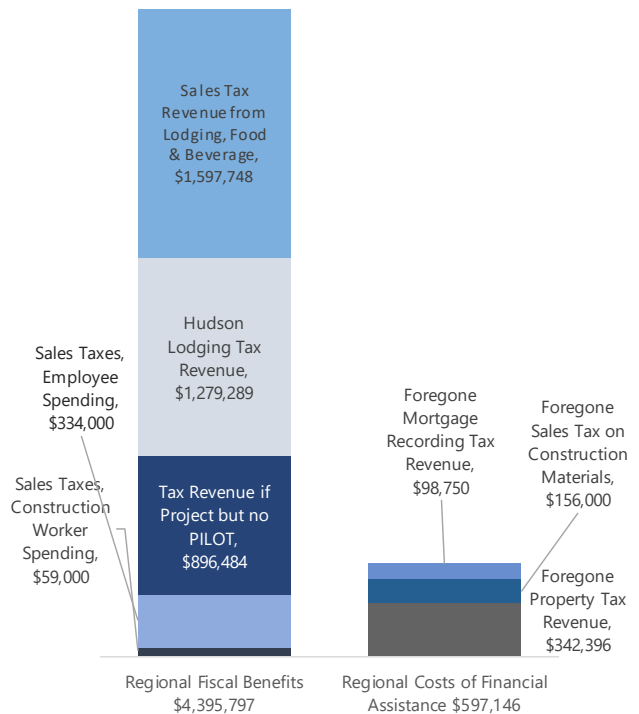 Sales Tax
Revenue from
Lodging, Food
& Beverage,
$1,597,748
Hudson
Lodging Tax
Revenue,
$1,279,289
Sales Taxes,
Employee
Spending,
$334,000
Tax Revenue if
Project but no
PILOT,
$896,484
Sales Taxes,
Construction
Worker
Spending,
$59,000
Foregone
Mortgage
Recording Tax
Revenue,
$98,750
Foregone
Sales Tax on
Construction
Materials,
$156,000
Foregone
Property Tax
Revenue,
$342,396
Regional Fiscal Benefits
$4,395,797
Regional Costs of Financial
Assistance $597,146